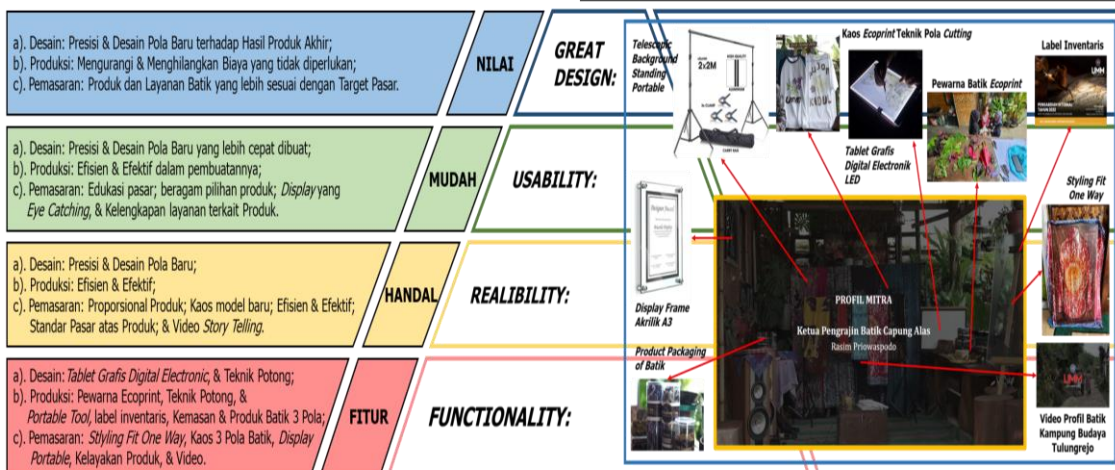 a). Desain: Presisi & Desain Pola Baru terhadap Hasil Produk Akhir;
b). Produksi: Mengurangi & Menghilangkan Biaya yang tidak diperlukan;
c). Pemasaran: Produk dan Layanan Batik yang lebih sesuai dengan Target Pasar.
NILAI
GREAT
DESIGN:
a). Desain: Presisi & Desain Pola Baru yang lebih cepat dibuat;
b). Produksi: Efisien & Efektif dalam pembuatannya;
c). Pemasaran: Edukasi pasar; beragam pilihan produk; Display yang
Eye Catching, & Kelengkapan layanan terkait Produk.
MUDAH
USABILITY:
a). Desain: Presisi & Desain Pola Baru;
b). Produksi: Efisien & Efektif;
c). Pemasaran: Proporsional Produk; Kaos model baru; Efisien & Efektif;
Standar Pasar atas Produk; & Video Story Telling.
HANDAL
REALIBILITY:
a). Desain: Tablet Grafis Digital Electronic, & Teknik Potong;
b). Produksi: Pewarna Ecoprint, Teknik Potong, &
Portable Tool, label inventaris, Kemasan & Produk Batik 3 Pola;
c). Pemasaran: Stlyling Fit One Way, Kaos 3 Pola Batik, Display
Portable, Kelayakan Produk, & Video.
FITUR
FUNCTIONALITY:
Telescopic
Background
Standing
Portable
2x2M
Kaos Ecoprint Teknik Pola Cutting
Tablet Grafis
Digital Electronik
LED
Pewarna Batik Ecoprint
Label Inventaris
UMM
Styling Fit
One Way
Display Frame
Akrilik A3
Product Packaging
of Batik
PROFIL MITRA
Ketua Pengrajin Batik Capung Alas
Rasim Priowaspodo
UMM
Video Profil Batik
Kampung Budaya
Tulungrejo